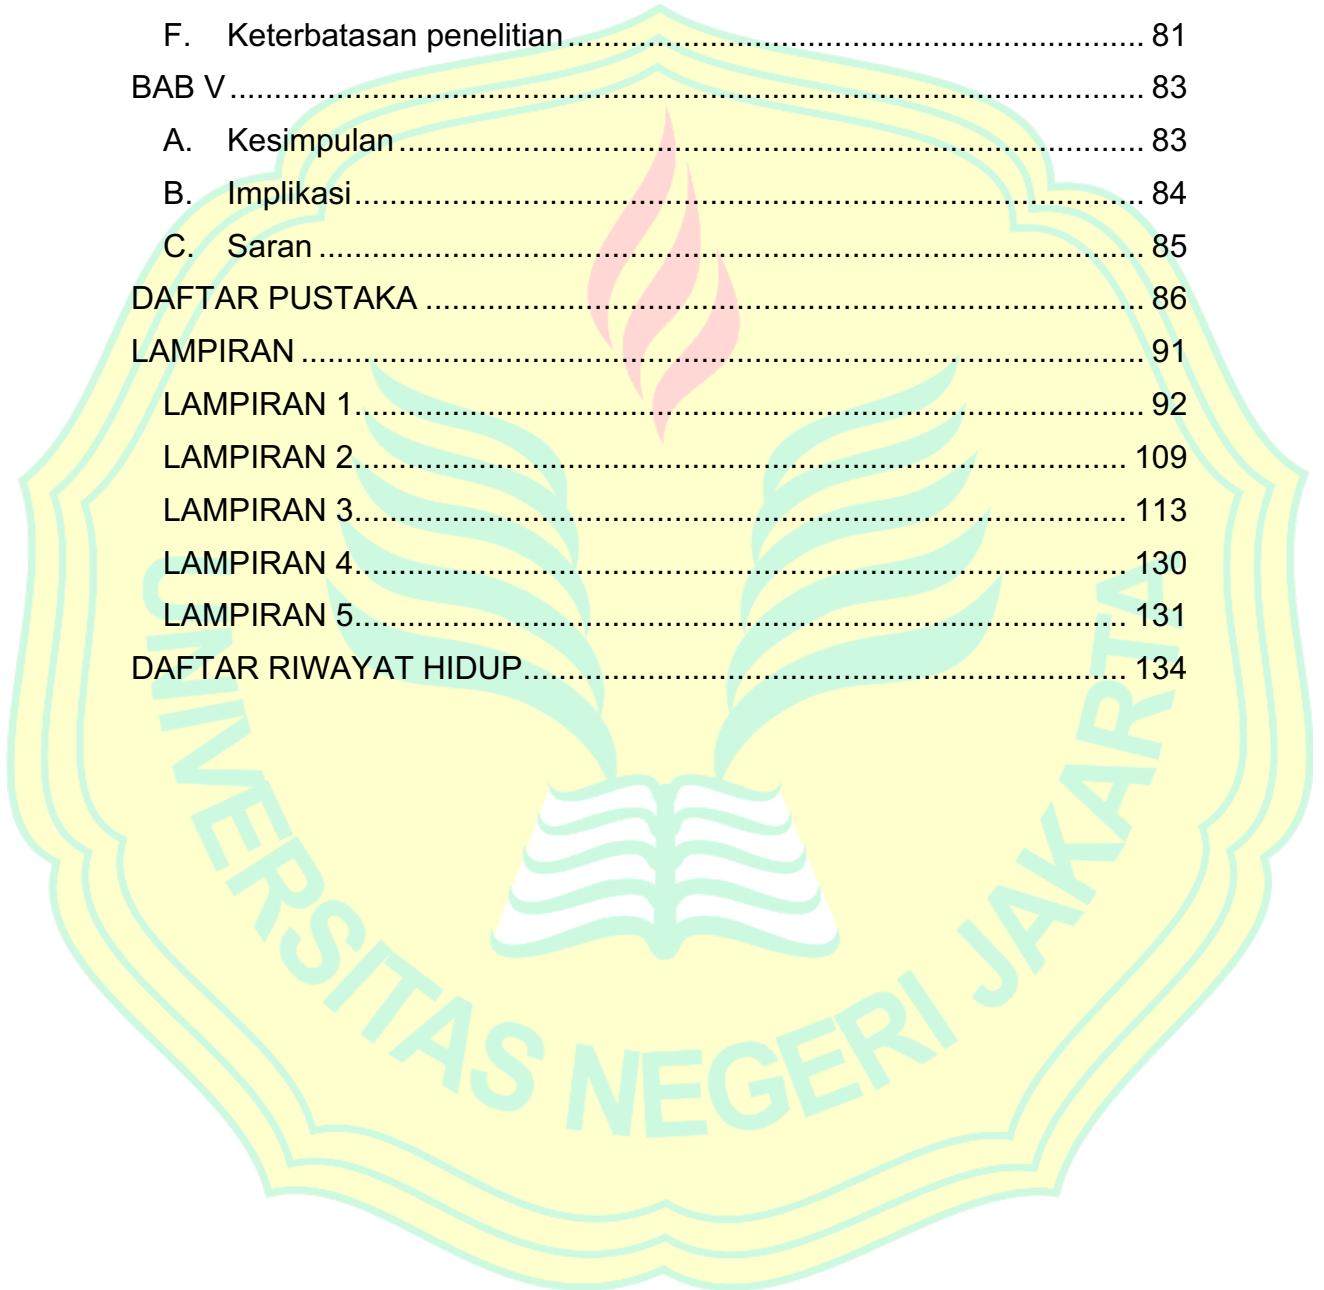 F. Keterbatasan penelitian ........................................................ 81
BAB V ........................................................ 83
A. Kesimpulan ........................................................ 83
B. Implikasi ........................................................ 84
C. Saran ........................................................ 85
DAFTAR PUSTAKA ........................................................ 86
LAMPIRAN ........................................................ 91
LAMPIRAN 1 ........................................................ 92
LAMPIRAN 2 ........................................................ 109
LAMPIRAN 3 ........................................................ 113
LAMPIRAN 4 ........................................................ 130
LAMPIRAN 5 ........................................................ 131
DAFTAR RIWAYAT HIDUP ........................................................ 134
UNIVERSITAS NEGERI JAKARTA